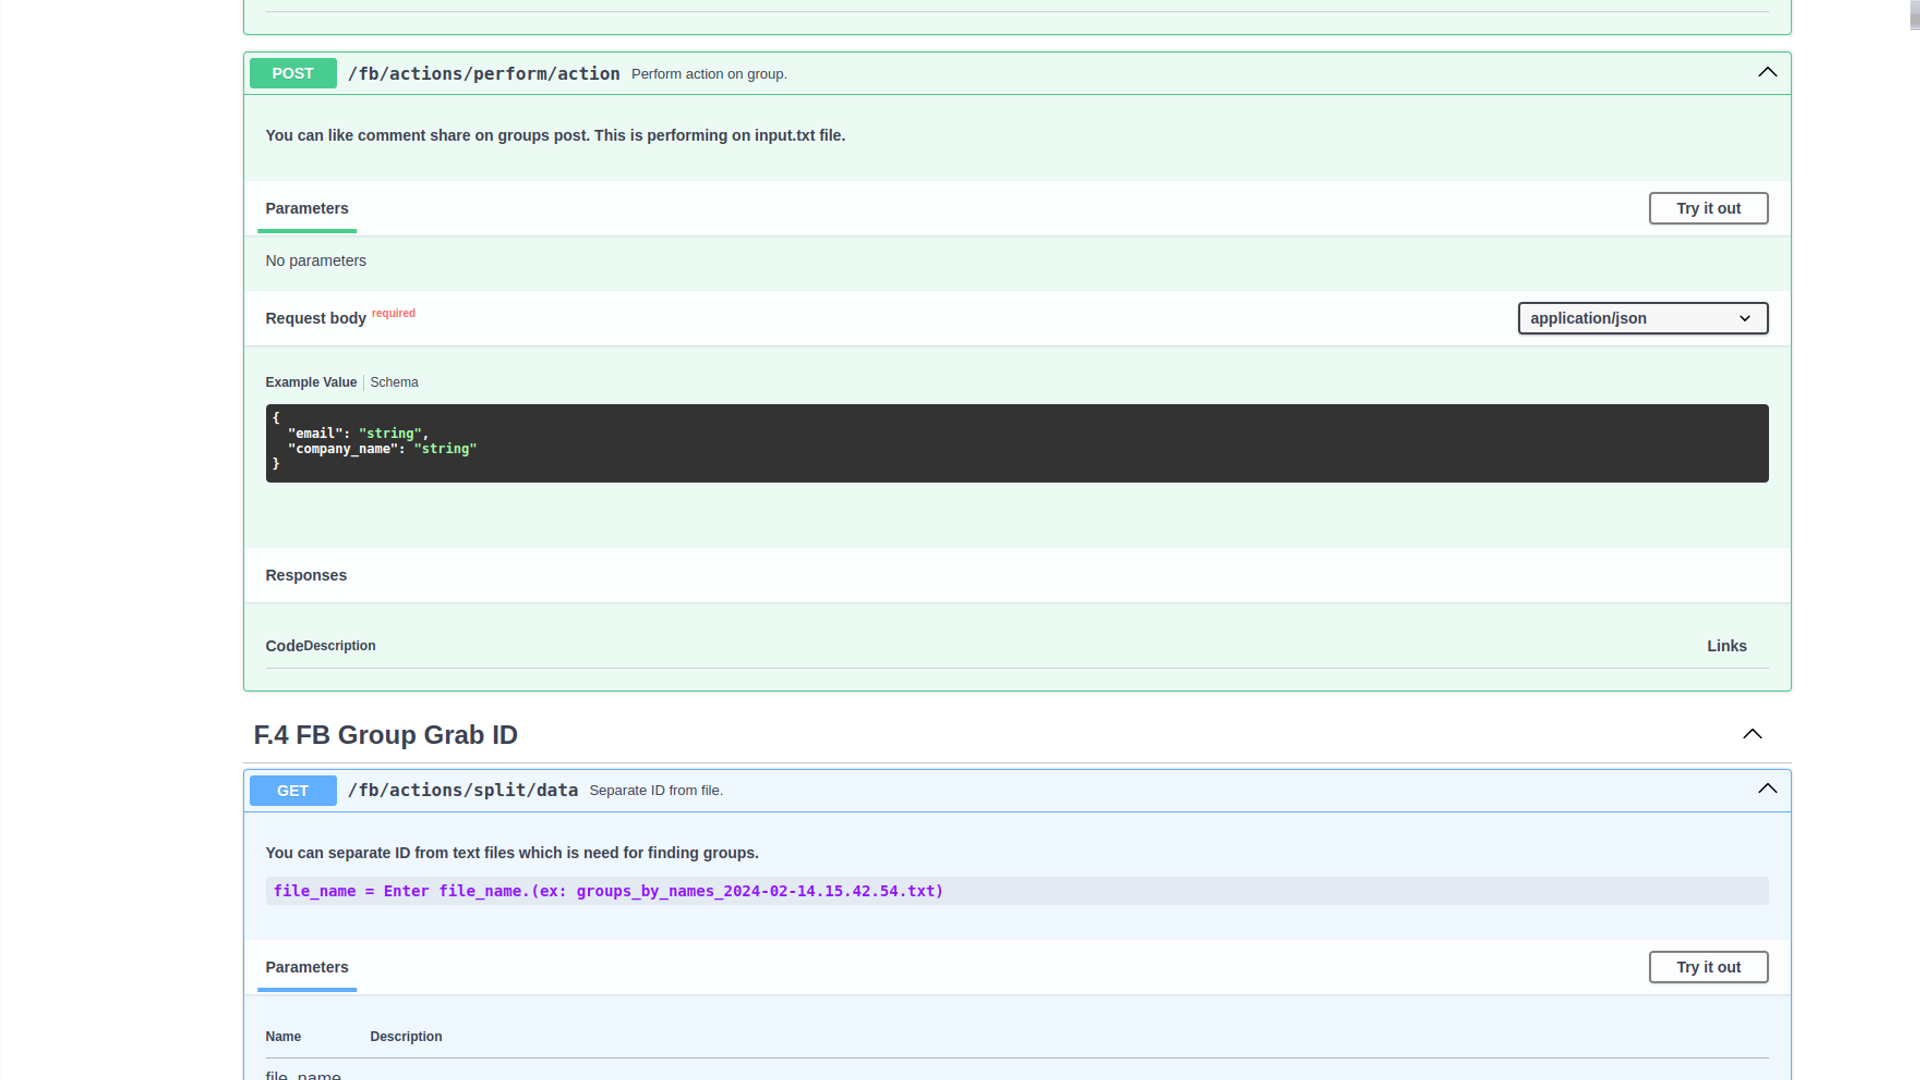 POST /fb/actions/perform/action Perform action on group.
You can like comment share on groups post. This is performing on input.txt file.
Parameters Try it out
No parameters
Request body required application/json
Example Value Schema
{
"email": "string",
"company_name": "string"
}
Responses
Code Description Links
F.4 FB Group Grab ID
GET /fb/actions/split/data Separate ID from file.
You can separate ID from text files which is need for finding groups.
file_name = Enter file_name.(ex: groups_by_names_2024-02-14.15.42.54.txt)
Parameters Try it out
Name Description
file_name